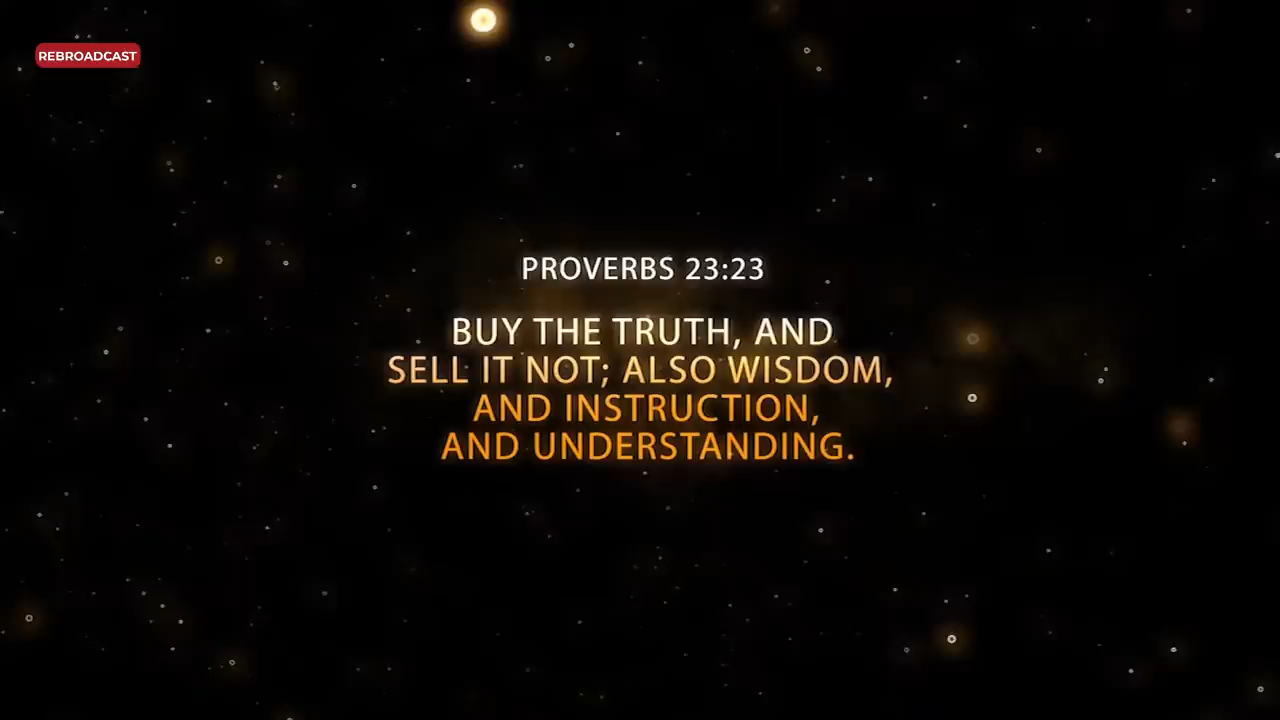 REBROADCAST
PROVERBS 23:23
BUY THE TRUTH, AND
SELL IT NOT; ALSO WISDOM,
AND INSTRUCTION,
AND UNDERSTANDING.